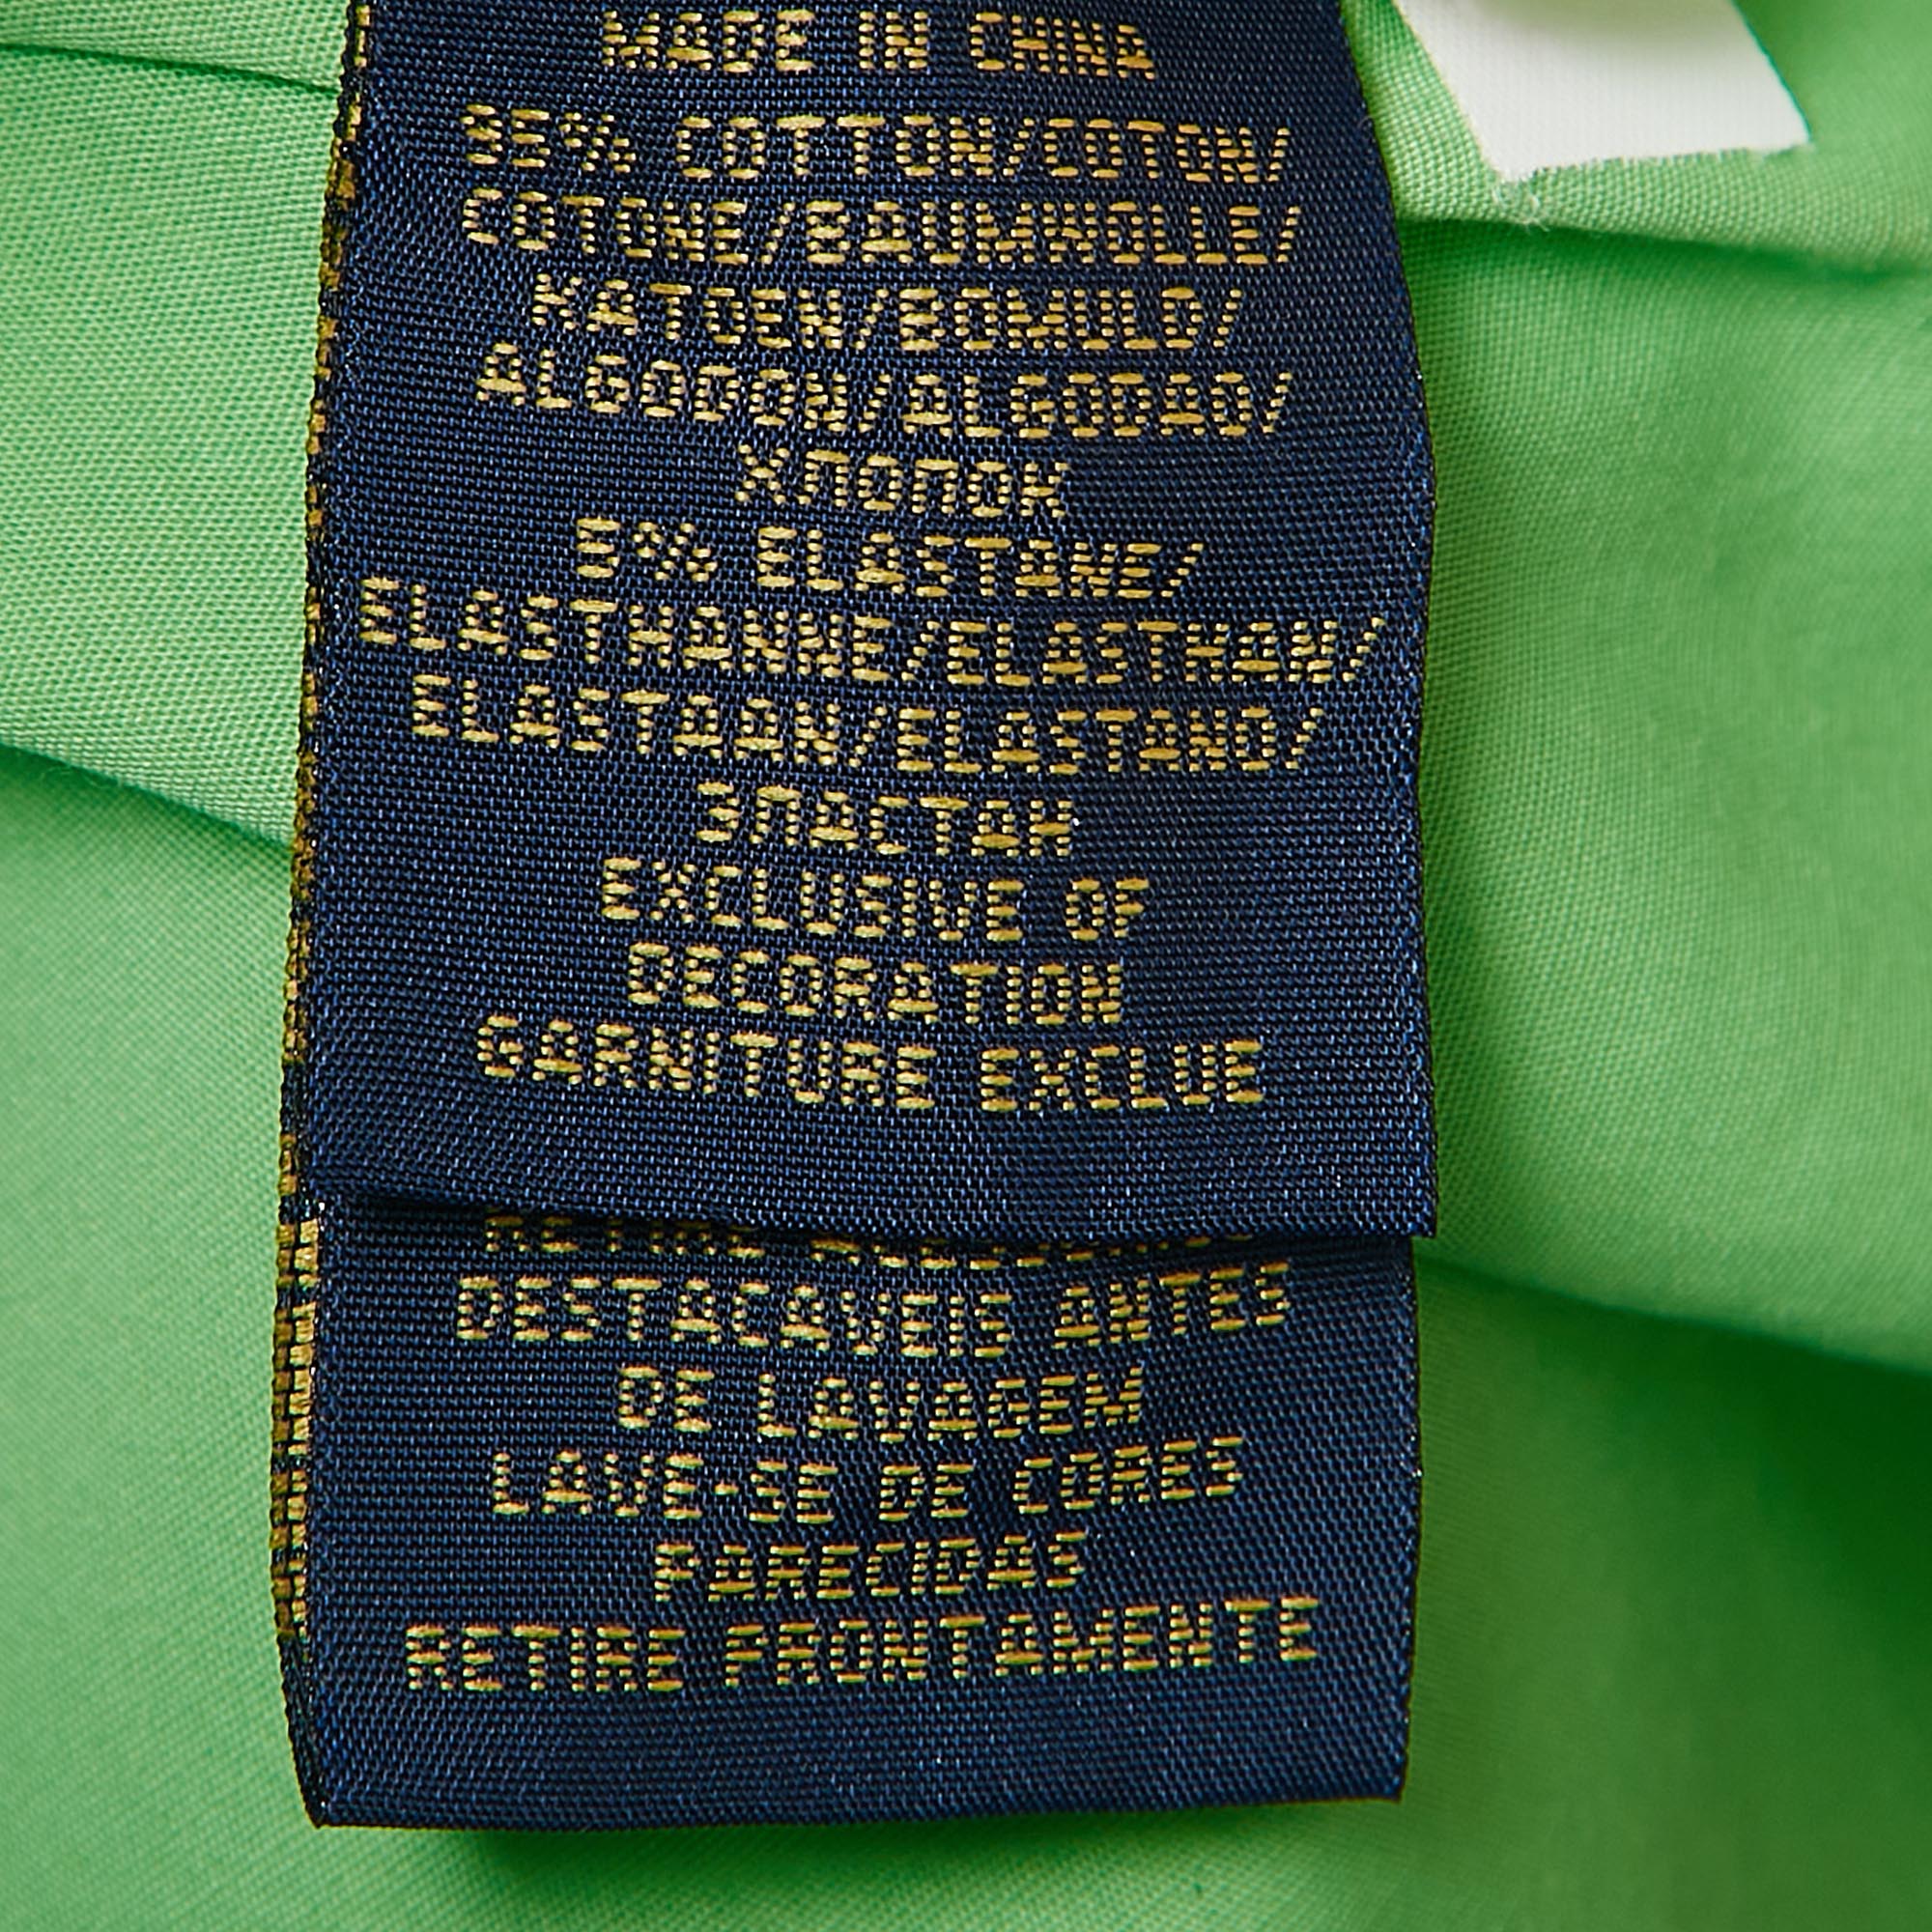 MADE IN CHINA
95% COTTON/COTON/
COTONE/BAUMWOLLE/
KATOEN/BOMULD/
ALGODON/ALGODAO/
ХЛОПОК
5% ELASTANE/
ELASTHANNE/ELASTHAN/
ELASTAAN/ELASTANO/
ЭЛАСТАН
EXCLUSIVE OF
DECORATION
GARNITURE EXCLUE
RETIRE
DESTACAVEIS ANTES
DE LAVAGEM
LAVE-SE DE CORES
PARECIDAS
RETIRE PRONTAMENTE